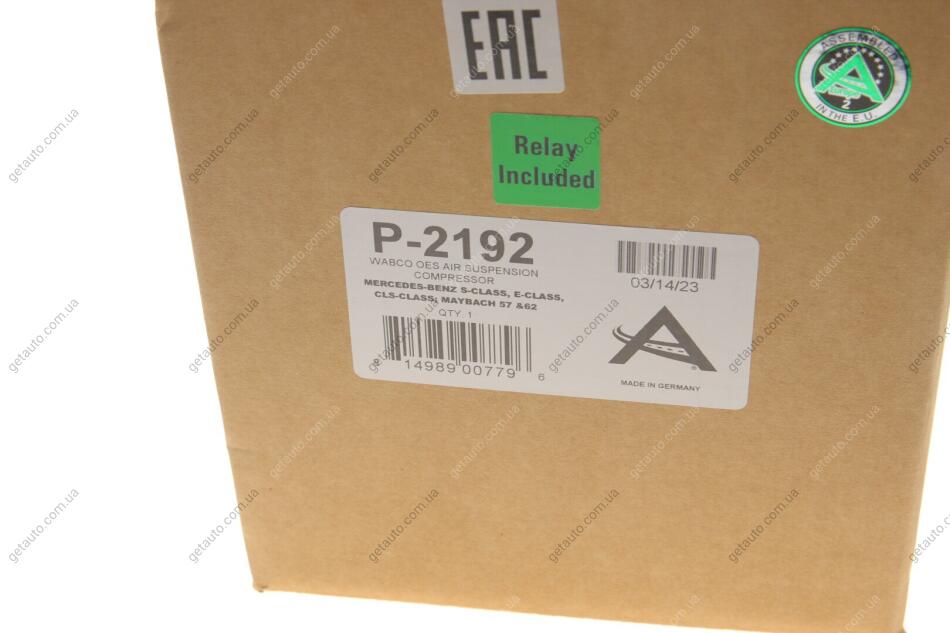 EAC
ASSEMBLED
2
IN THE E.U.
Relay
Included
P-2192
WABCO OES AIR SUSPENSION
COMPRESSOR
MERCEDES-BENZ S-CLASS, E-CLASS,
CLS-CLASS, MAYBACH 57 &62
QTY. 1
8 14989 00779 6
03/14/23
A
®
MADE IN GERMANY
getauto.com.ua